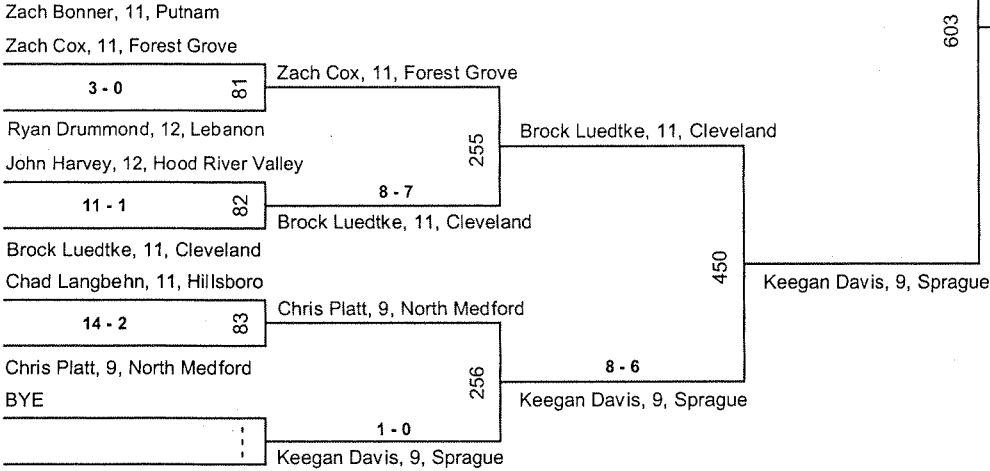 Zach Bonner, 11, Putnam
603
Zach Cox, 11, Forest Grove
3 - 0
81
Zach Cox, 11, Forest Grove
Ryan Drummond, 12, Lebanon
255
Brock Luedtke, 11, Cleveland
John Harvey, 12, Hood River Valley
11 - 1
82
8 - 7
Brock Luedtke, 11, Cleveland
Brock Luedtke, 11, Cleveland
450
Keegan Davis, 9, Sprague
Chad Langbehn, 11, Hillsboro
14 - 2
83
Chris Platt, 9, North Medford
Chris Platt, 9, North Medford
256
8 - 6
Keegan Davis, 9, Sprague
BYE
1 - 0
Keegan Davis, 9, Sprague